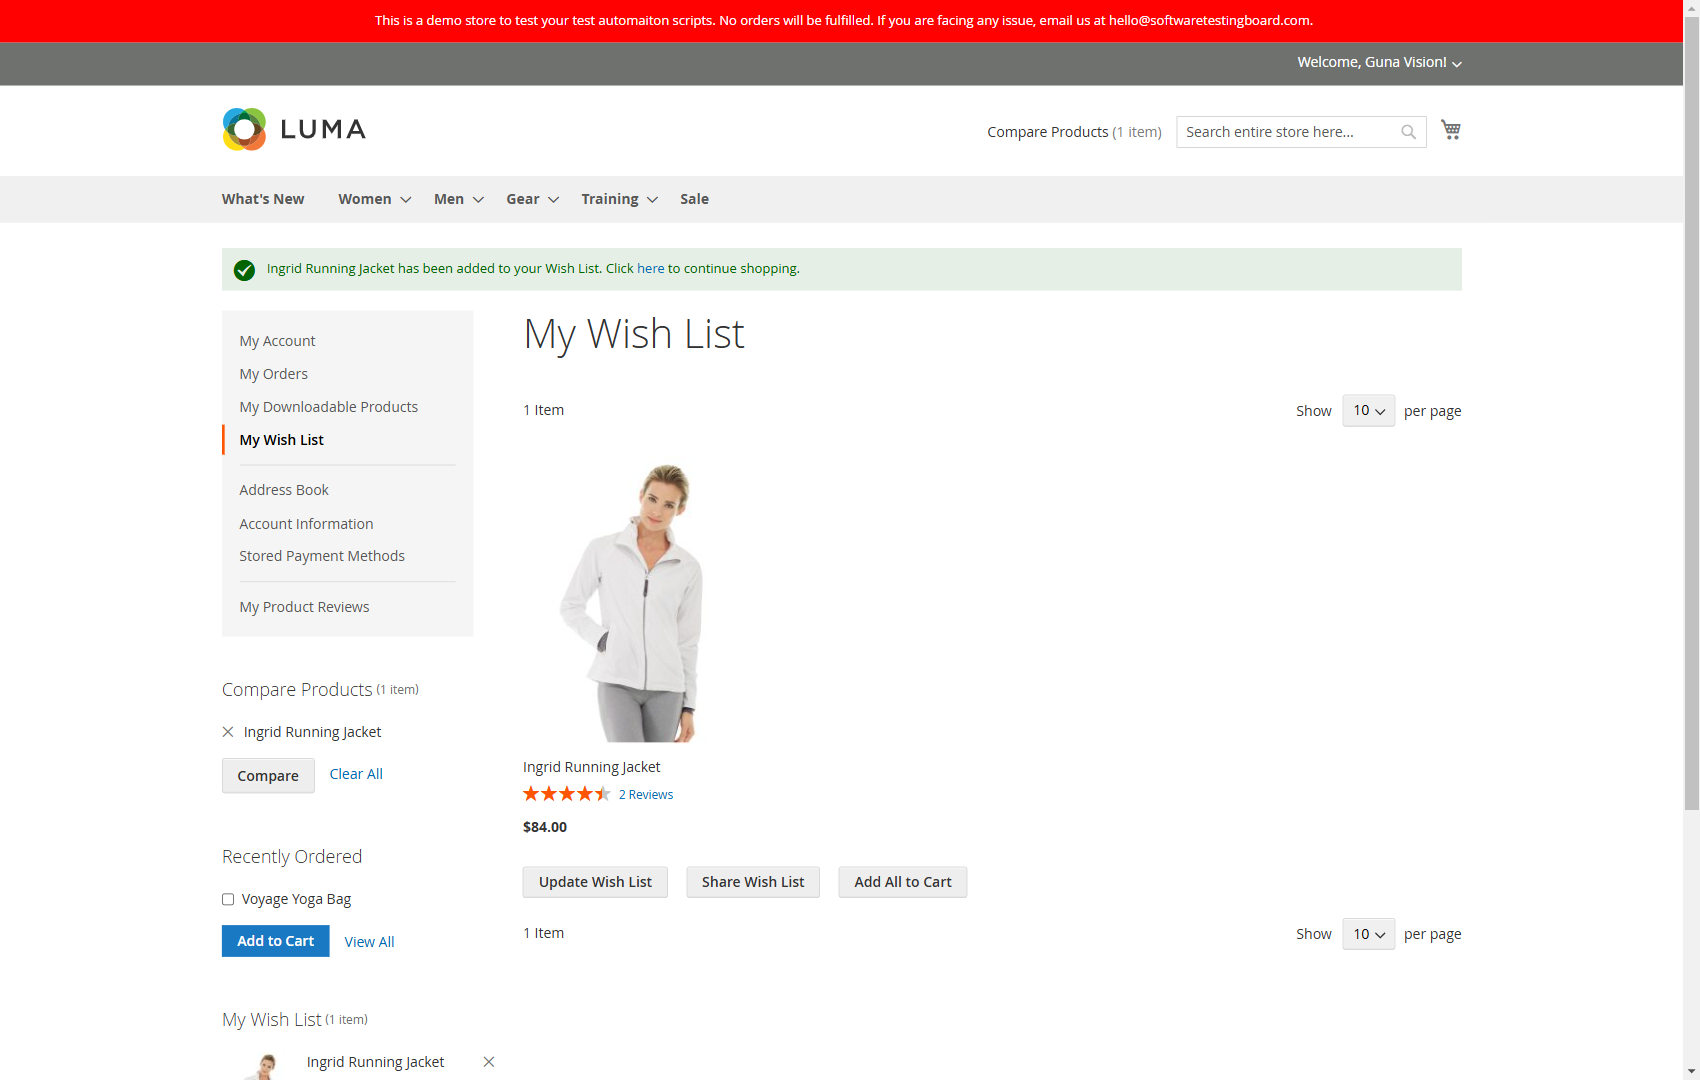 This is a demo store to test your test automaiton scripts. No orders will be fulfilled. If you are facing any issue, email us at hello@softwaretestingboard.com.
Welcome, Guna Vision!
LUMA
Compare Products (1 item)
Search entire store here...
What's New Women Men Gear Training Sale
Ingrid Running Jacket has been added to your Wish List. Click here to continue shopping.
My Account
My Orders
My Downloadable Products
My Wish List
Address Book
Account Information
Stored Payment Methods
My Product Reviews
Compare Products (1 item)
Ingrid Running Jacket
Compare Clear All
Recently Ordered
Voyage Yoga Bag
Add to Cart View All
My Wish List (1 item)
Ingrid Running Jacket
My Wish List
1 Item
Show 10 per page
Ingrid Running Jacket
2 Reviews
$84.00
Update Wish List Share Wish List Add All to Cart
1 Item
Show 10 per page